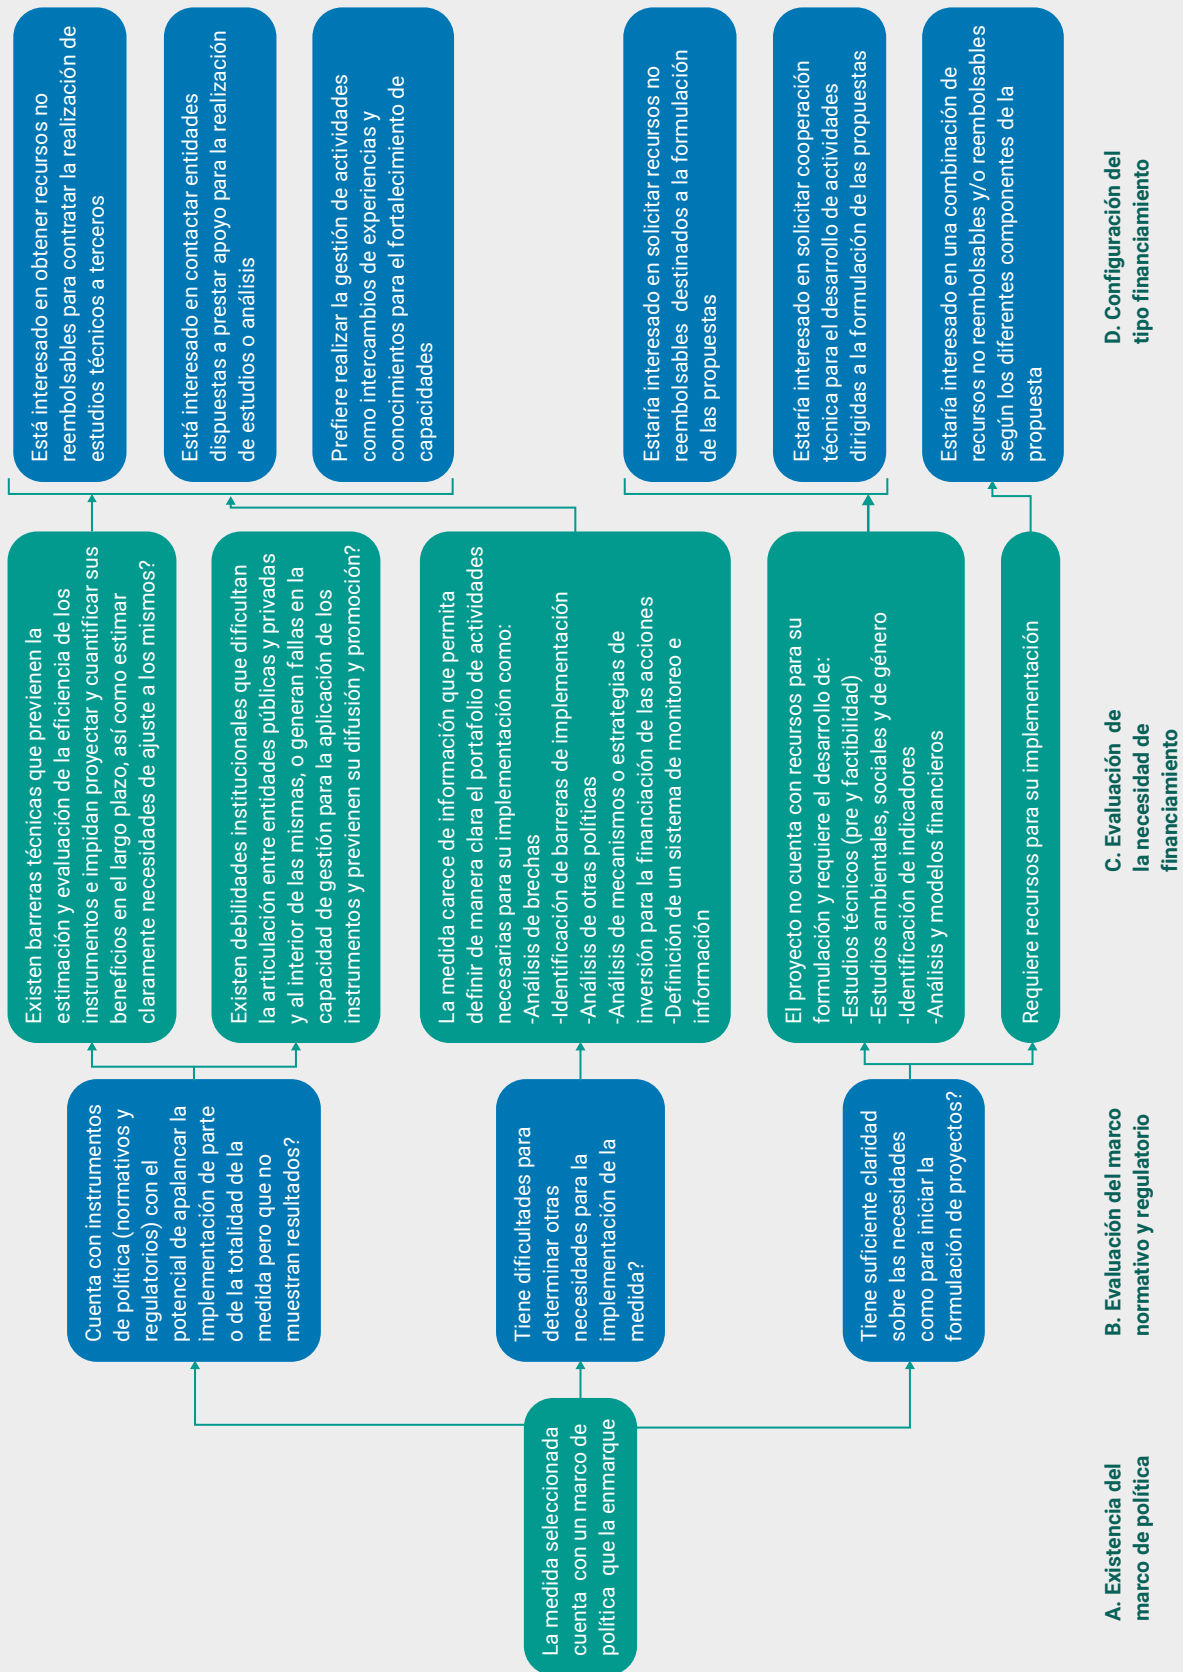 La medida seleccionada
cuenta con un marco de
política que la enmarque
A. Existencia del
marco de política
Cuenta con instrumentos
de política (normativos y
regulatorios) con el
potencial de apalancar la
implementación de parte
o de la totalidad de la
medida pero que no
muestran resultados?
Tiene dificultades para
determinar otras
necesidades para la
implementación de la
medida?
Tiene suficiente claridad
sobre las necesidades
como para iniciar la
formulación de proyectos?
B. Evaluación del marco
normativo y regulatorio
Existen barreras técnicas que previenen la
estimación y evaluación de la eficiencia de los
instrumentos e impidan proyectar y cuantificar sus
beneficios en el largo plazo, así como estimar
claramente necesidades de ajuste a los mismos?
Existen debilidades institucionales que dificultan
la articulación entre entidades públicas y privadas
y al interior de las mismas, o generan fallas en la
capacidad de gestión para la aplicación de los
instrumentos y previenen su difusión y promoción?
La medida carece de información que permita
definir de manera clara el portafolio de actividades
necesarias para su implementación como:
-Análisis de brechas
-Identificación de barreras de implementación
-Análisis de otras políticas
-Análisis de mecanismos o estrategias de
inversión para la financiación de las acciones
-Definición de un sistema de monitoreo e
información
El proyecto no cuenta con recursos para su
formulación y requiere el desarrollo de:
-Estudios técnicos (pre y factibilidad)
-Estudios ambientales, sociales y de género
-Identificación de indicadores
-Análisis y modelos financieros
Requiere recursos para su implementación
C. Evaluación de
la necesidad de
financiamiento
Está interesado en obtener recursos no
reembolsables para contratar la realización de
estudios técnicos a terceros
Está interesado en contactar entidades
dispuestas a prestar apoyo para la realización
de estudios o análisis
Prefiere realizar la gestión de actividades
como intercambios de experiencias y
conocimientos para el fortalecimiento de
capacidades
Estaría interesado en solicitar recursos no
reembolsables destinados a la formulación
de las propuestas
Estaría interesado en solicitar cooperación
técnica para el desarrollo de actividades
dirigidas a la formulación de las propuestas
Estaría interesado en una combinación de
recursos no reembolsables y/o reembolsables
según los diferentes componentes de la
propuesta
D. Configuración del
tipo financiamiento